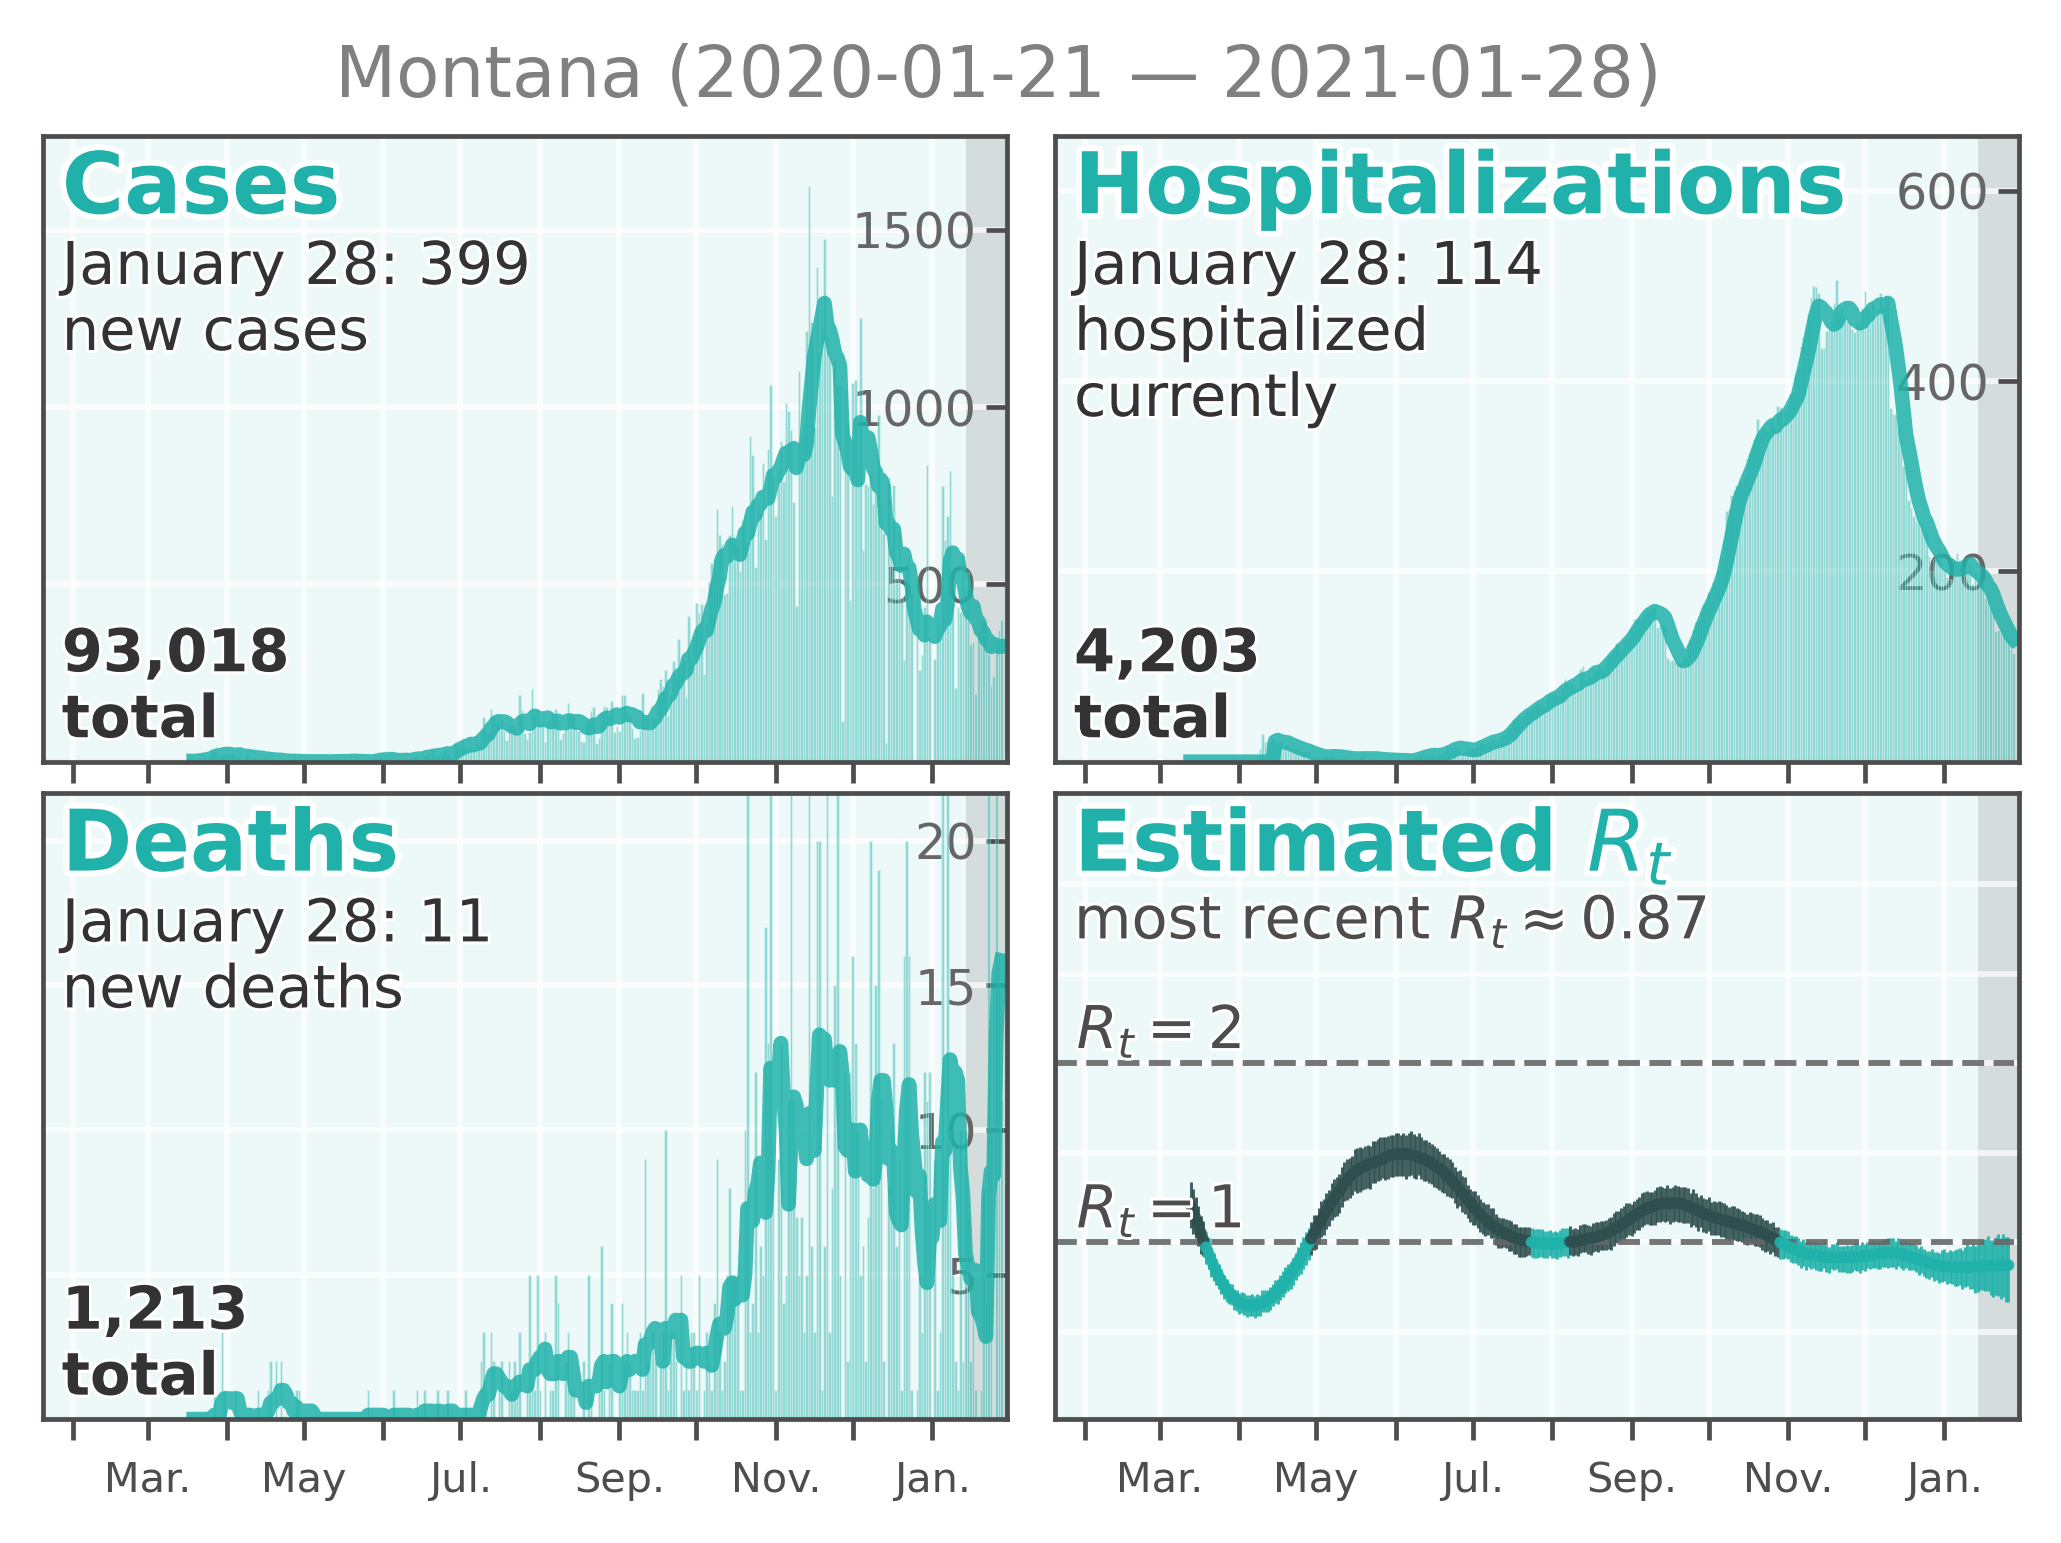 Montana (2020-01-21 — 2021-01-28)
Cases
January 28: 399
new cases
1500
1000
500
93,018
total
Hospitalizations
January 28: 114
hospitalized
currently
600
400
200
4,203
total
Deaths
January 28: 11
new deaths
20
15
10
5
1,213
total
Mar. May Jul. Sep. Nov. Jan.
Estimated Rₜ
most recent Rₜ ≈ 0.87
Rₜ = 2
Rₜ = 1
Mar. May Jul. Sep. Nov. Jan.